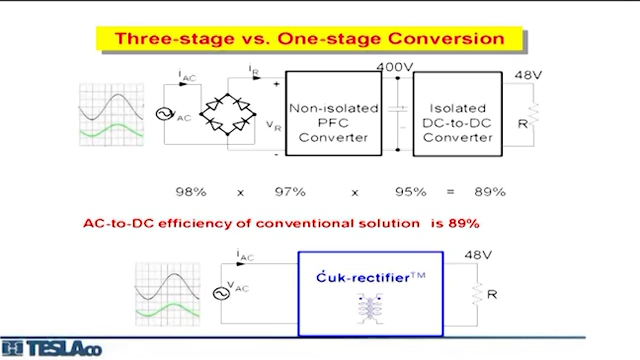 Three-stage vs. One-stage Conversion
iAC
iR
400V
48V
vAC
+
vR
-
Non-isolated
PFC
Converter
Isolated
DC-to-DC
Converter
R
98% x 97% x 95% = 89%
AC-to-DC efficiency of conventional solution is 89%
iAC
vAC
Ćuk-rectifier™
48V
R
TESLAco